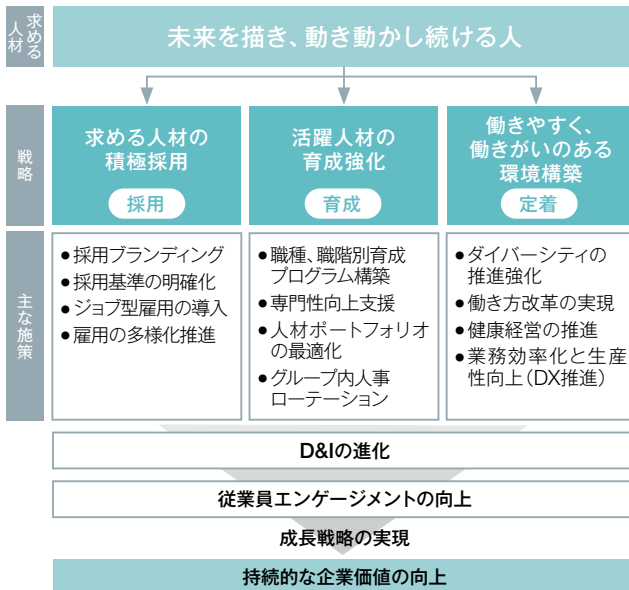 求める
人材
未来を描き、動き動かし続ける人
戦略
求める人材の
積極採用
採用
活躍人材の
育成強化
育成
働きやすく、
働きがいのある
環境構築
定着
主な施策
●採用ブランディング
●採用基準の明確化
●ジョブ型雇用の導入
●雇用の多様化推進
●職種、職階別育成
プログラム構築
●専門性向上支援
●人材ポートフォリオ
の最適化
●グループ内人事
ローテーション
●ダイバーシティの
推進強化
●働き方改革の実現
●健康経営の推進
●業務効率化と生産
性向上（DX推進）
D&Iの進化
従業員エンゲージメントの向上
成長戦略の実現
持続的な企業価値の向上